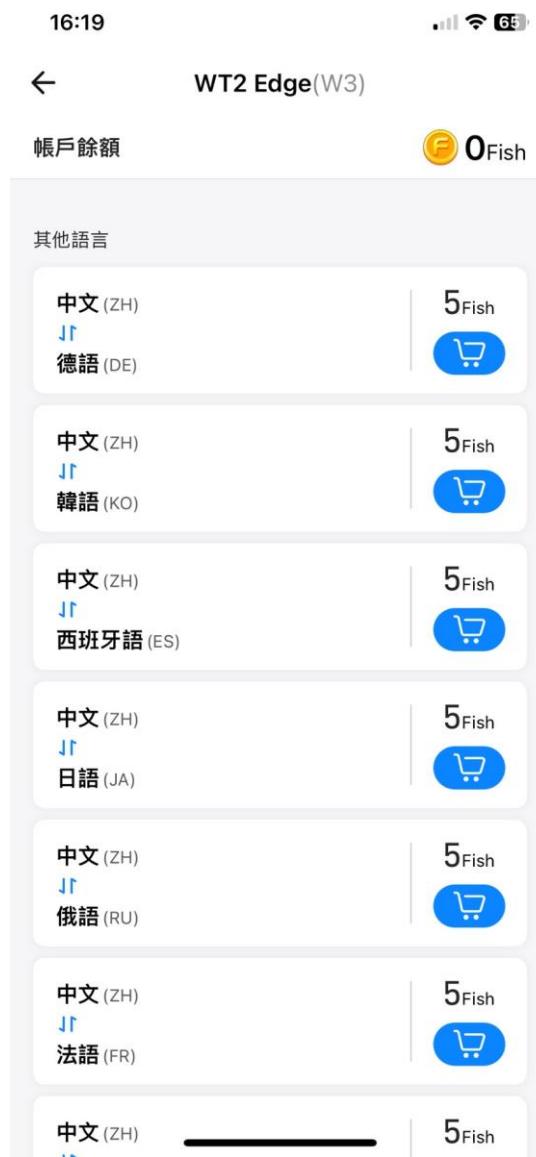 16:19
65
WT2 Edge(W3)
帳戶餘額
0Fish
其他語言
中文(ZH)
5Fish
德語(DE)
中文(ZH)
5Fish
韓語(KO)
中文(ZH)
5Fish
西班牙語(ES)
中文(ZH)
5Fish
日語(JA)
中文(ZH)
5Fish
俄語(RU)
中文(ZH)
5Fish
法語(FR)
中文(ZH)
5Fish